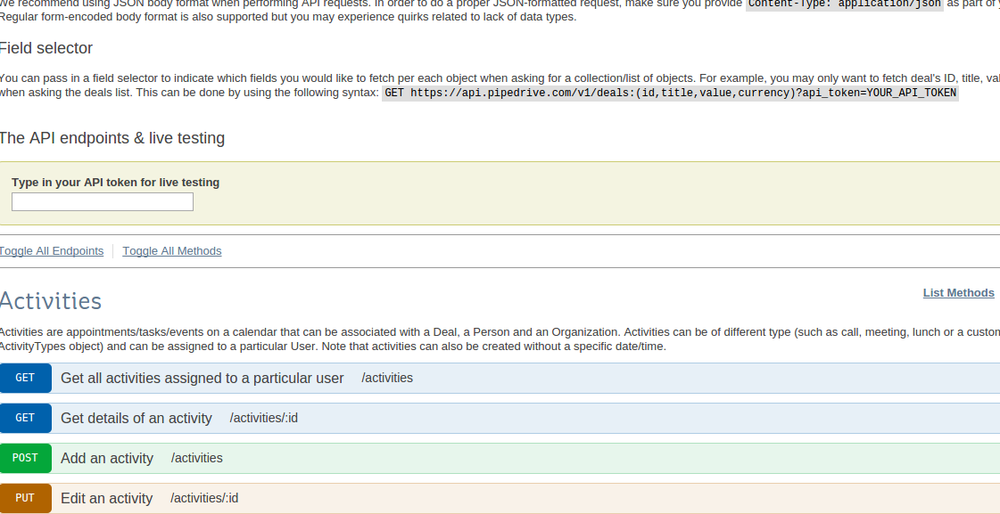 We recommend using JSON body format when performing API requests. In order to do a proper JSON-formatted request, make sure you provide Content-Type: application/json as part of
Regular form-encoded body format is also supported but you may experience quirks related to lack of data types.
Field selector
You can pass in a field selector to indicate which fields you would like to fetch per each object when asking for a collection/list of objects. For example, you may only want to fetch deal's ID, title,
when asking the deals list. This can be done by using the following syntax: GET https://api.pipedrive.com/v1/deals:(id,title,value,currency)?api_token=YOUR_API_TOKEN
The API endpoints & live testing
Type in your API token for live testing
Toggle All Endpoints Toggle All Methods
Activities
List Methods
Activities are appointments/tasks/events on a calendar that can be associated with a Deal, a Person and an Organization. Activities can be of different type (such as call, meeting, lunch or a custom
ActivityTypes object) and can be assigned to a particular User. Note that activities can also be created without a specific date/time.
GET Get all activities assigned to a particular user /activities
GET Get details of an activity /activities/:id
POST Add an activity /activities
PUT Edit an activity /activities/:id